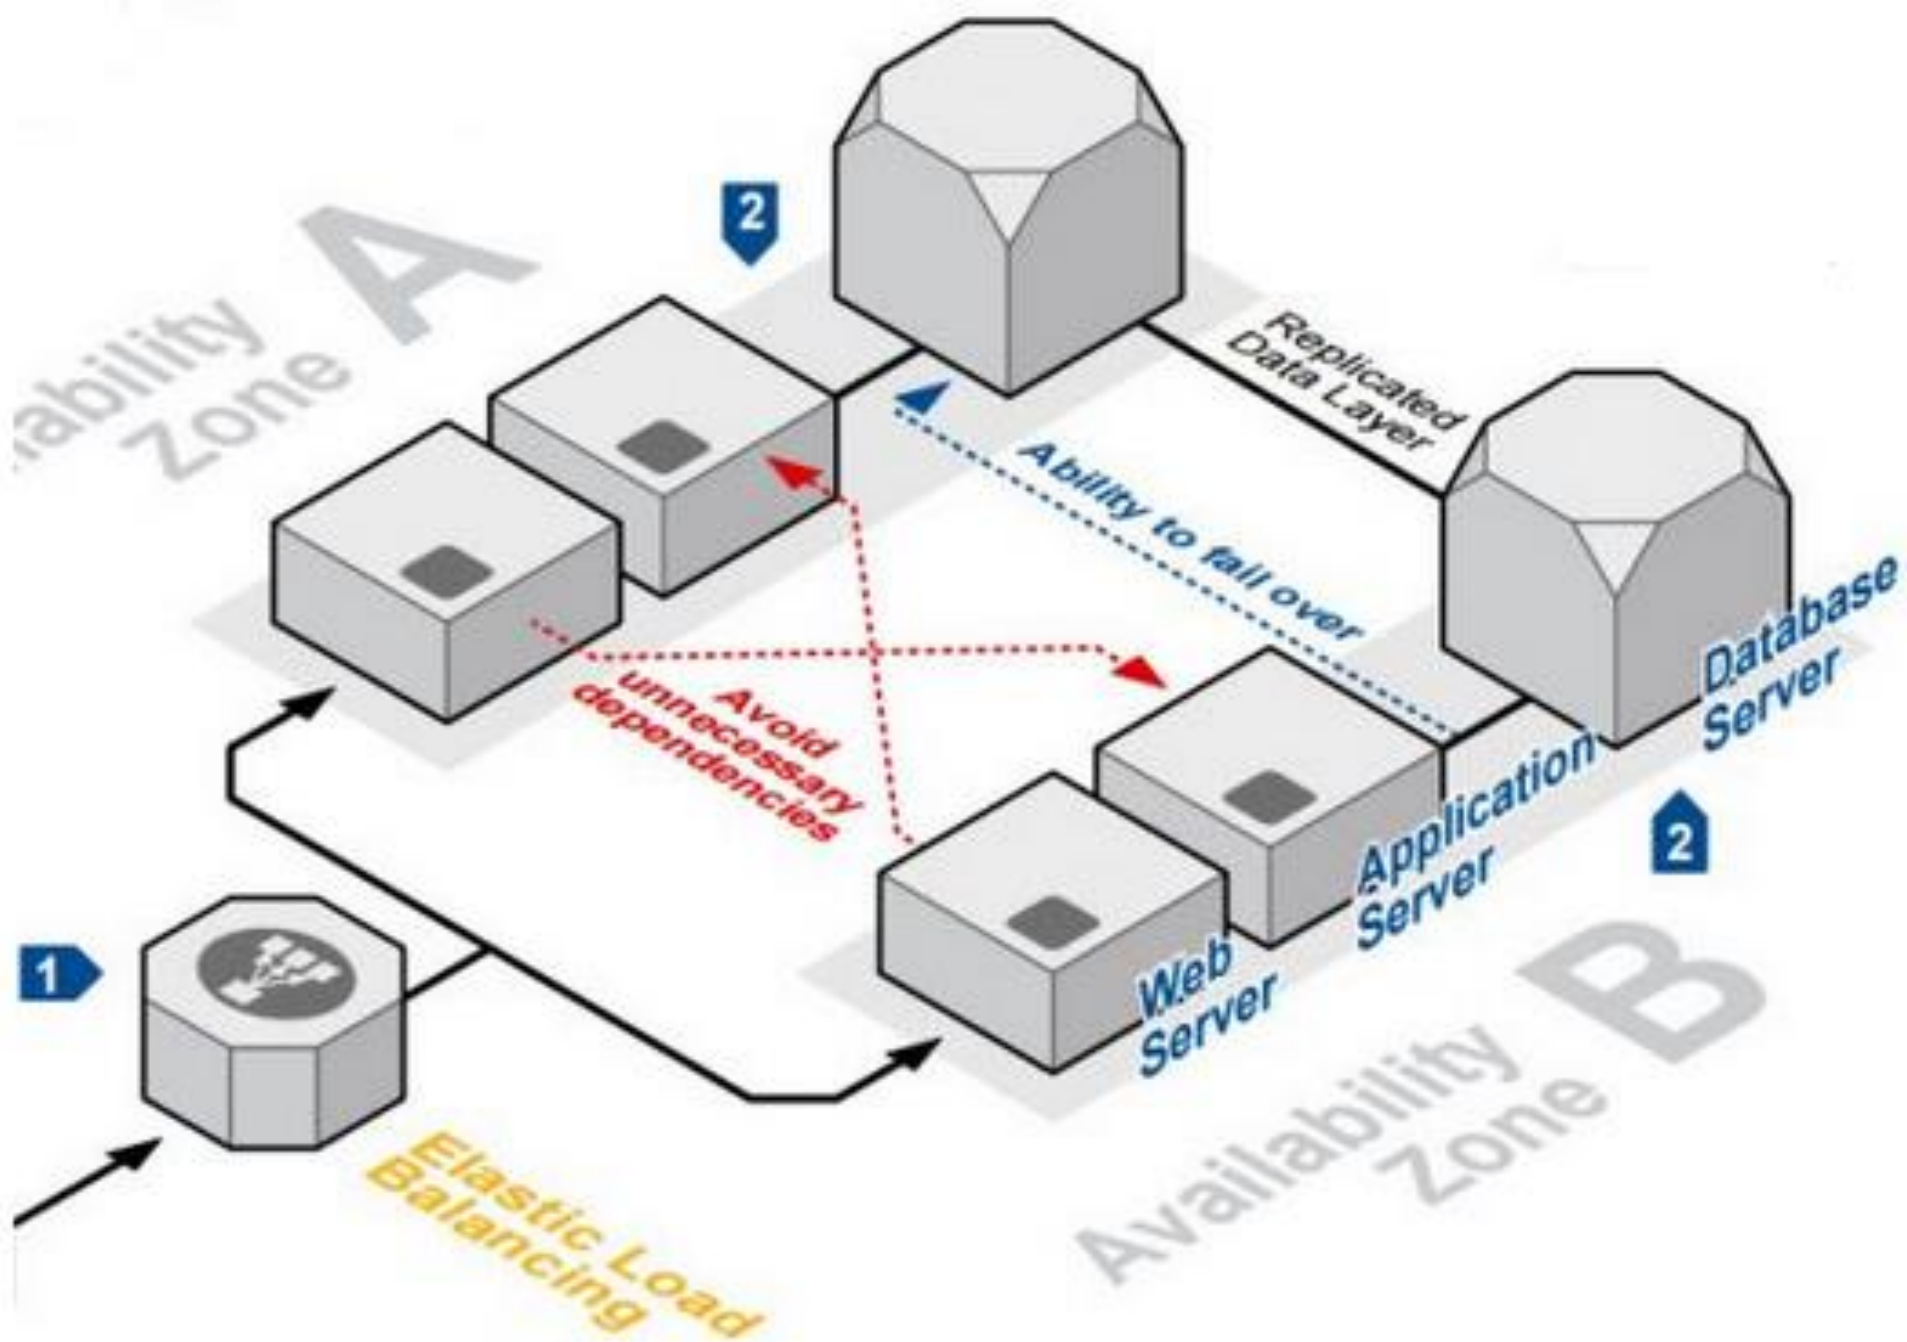 2
A
ability
Zone
Replicated
Data Layer
Ability to fail over
Avoid
unnecessary
dependencies
Database
Server
Application
Server
2
Web
Server
1
B
Availability
Zone
Elastic Load
Balancing